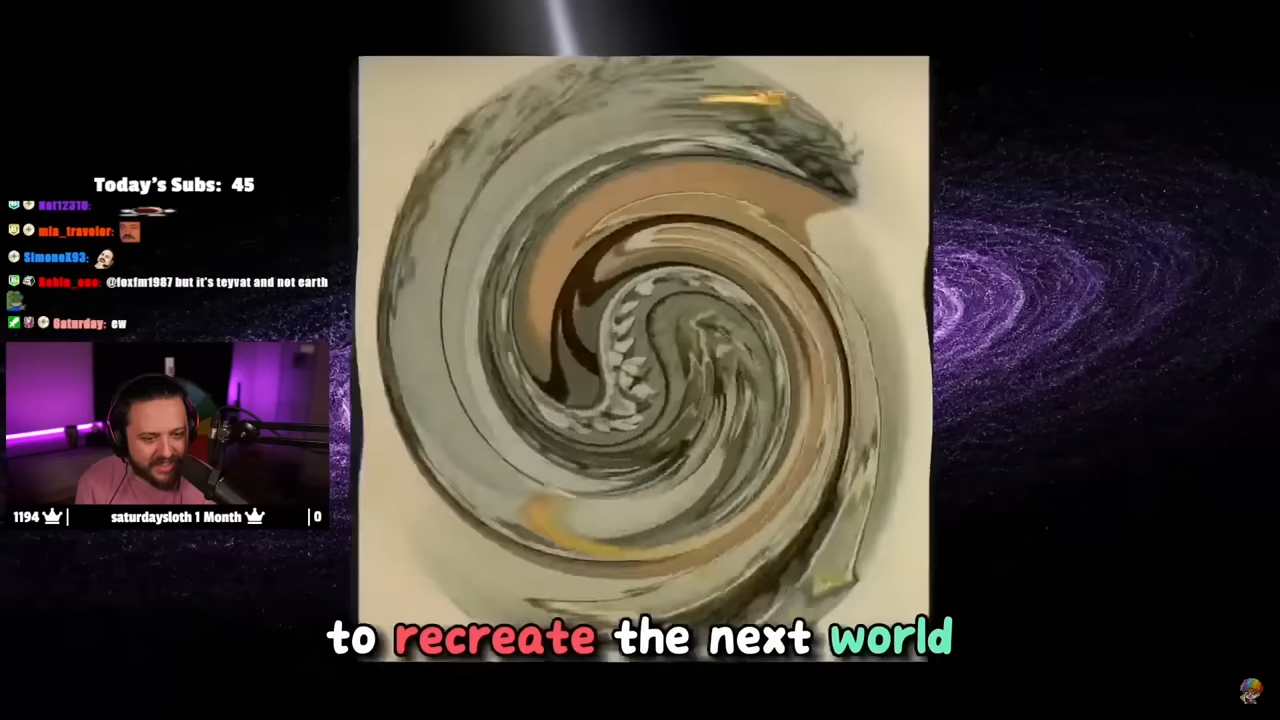 Today's Subs: 45
Nat1231U:
mia_traveler:
SimoneX93:
@foxfm1987 but it's teyvat and not earth
Saturday: ew
1194 | saturdaysloth 1 Month | 0
to recreate the next world